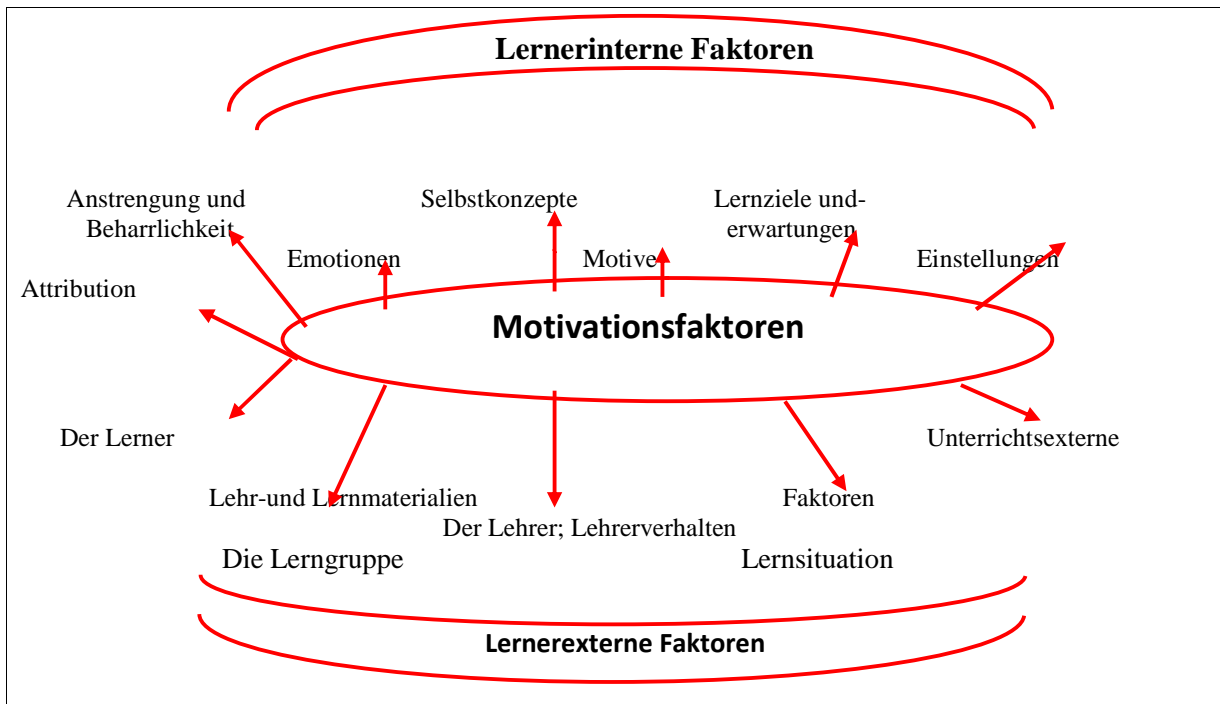 Lernerinterne Faktoren
Anstrengung und
Beharrlichkeit
Selbstkonzepte
Lernziele und-
erwartungen
Emotionen
Motive
Einstellungen
Attribution
Motivationsfaktoren
Der Lerner
Unterrichtsexterne
Lehr-und Lernmaterialien
Faktoren
Der Lehrer; Lehrerverhalten
Die Lerngruppe
Lernsituation
Lernerexterne Faktoren